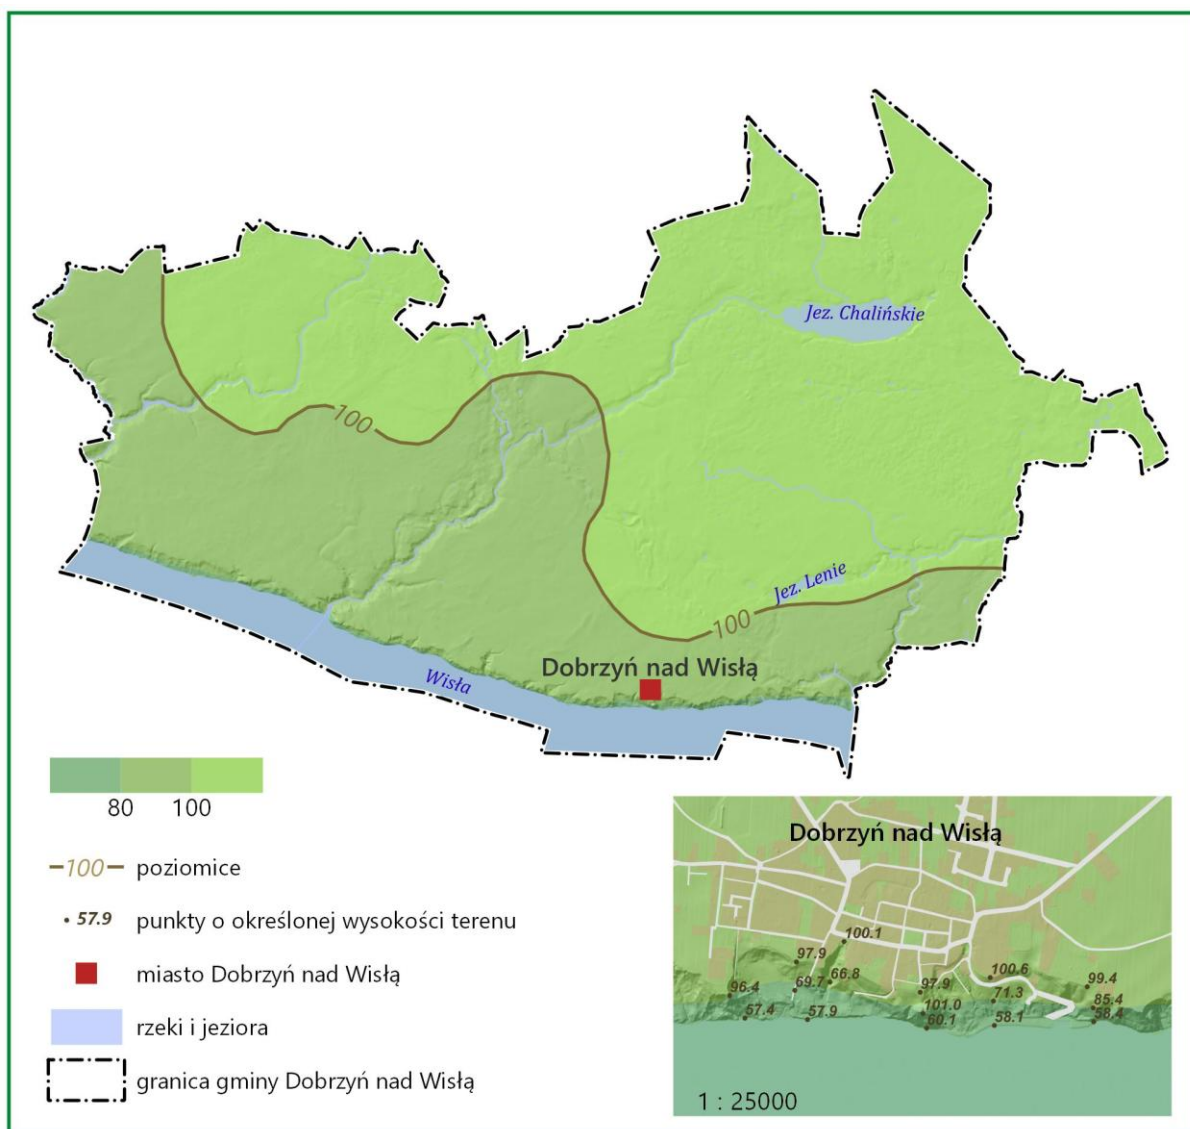 Jez. Chalińskie
100
Jez. Lenie
100
Dobrzyń nad Wisłą
Wisła
80 100
100 poziomice
57.9 punkty o określonej wysokości terenu
miasto Dobrzyń nad Wisłą
rzeki i jeziora
granica gminy Dobrzyń nad Wisłą
Dobrzyń nad Wisłą
100.1
97.9
96.4
69.7
66.8
97.9
100.6
99.4
57.4
57.9
101.0
71.3
85.4
60.1
58.1
58.4
1 : 25000